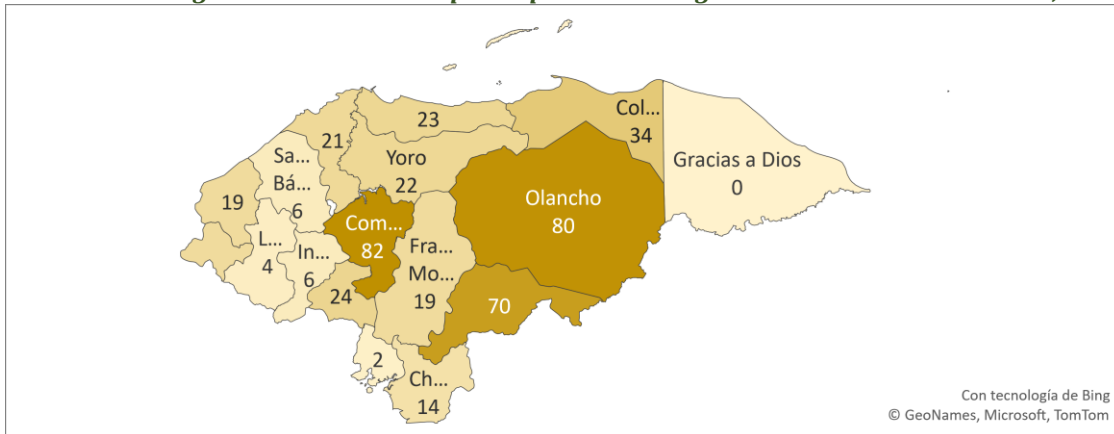 23
Col...
34
21
Sa...
Bá...
6
Yoro
22
Gracias a Dios
0
19
Olancho
80
Com...
82
L...
4
In...
6
Fra...
Mo...
19
24
70
2
Ch...
14
Con tecnología de Bing
© GeoNames, Microsoft, TomTom